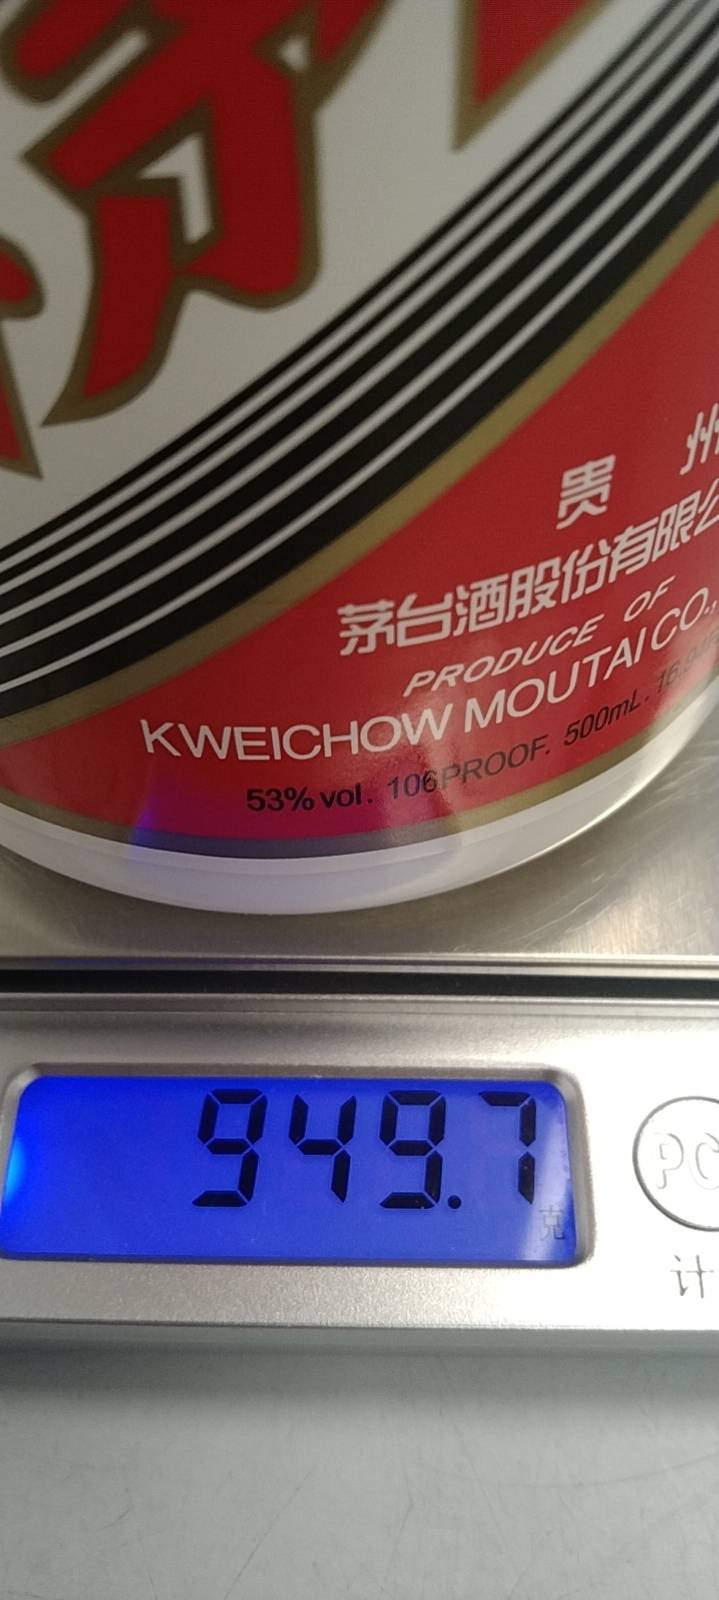 贵 州
茅台酒股份有限公
PRODUCE OF
KWEICHOW MOUTAI CO.,
53% vol. 106PROOF. 500mL.
949.7
克
PC
计